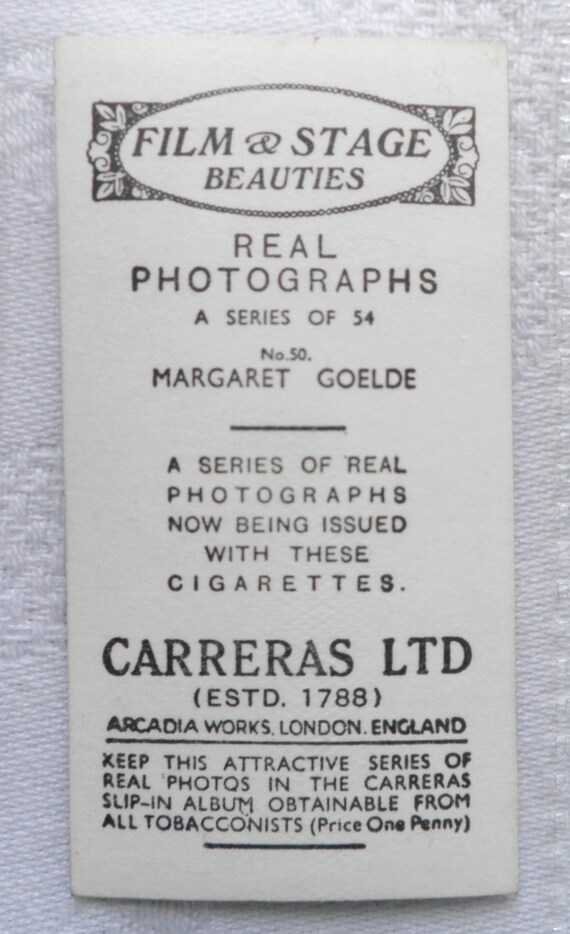 FILM & STAGE
BEAUTIES
REAL
PHOTOGRAPHS
A SERIES OF 54
No.50.
MARGARET GOELDE
A SERIES OF REAL
PHOTOGRAPHS
NOW BEING ISSUED
WITH THESE
CIGARETTES.
CARRERAS LTD
(ESTD. 1788)
ARCADIA WORKS, LONDON. ENGLAND
KEEP THIS ATTRACTIVE SERIES OF
REAL PHOTOS IN THE CARRERAS
SLIP-IN ALBUM OBTAINABLE FROM
ALL TOBACCONISTS (Price One Penny)